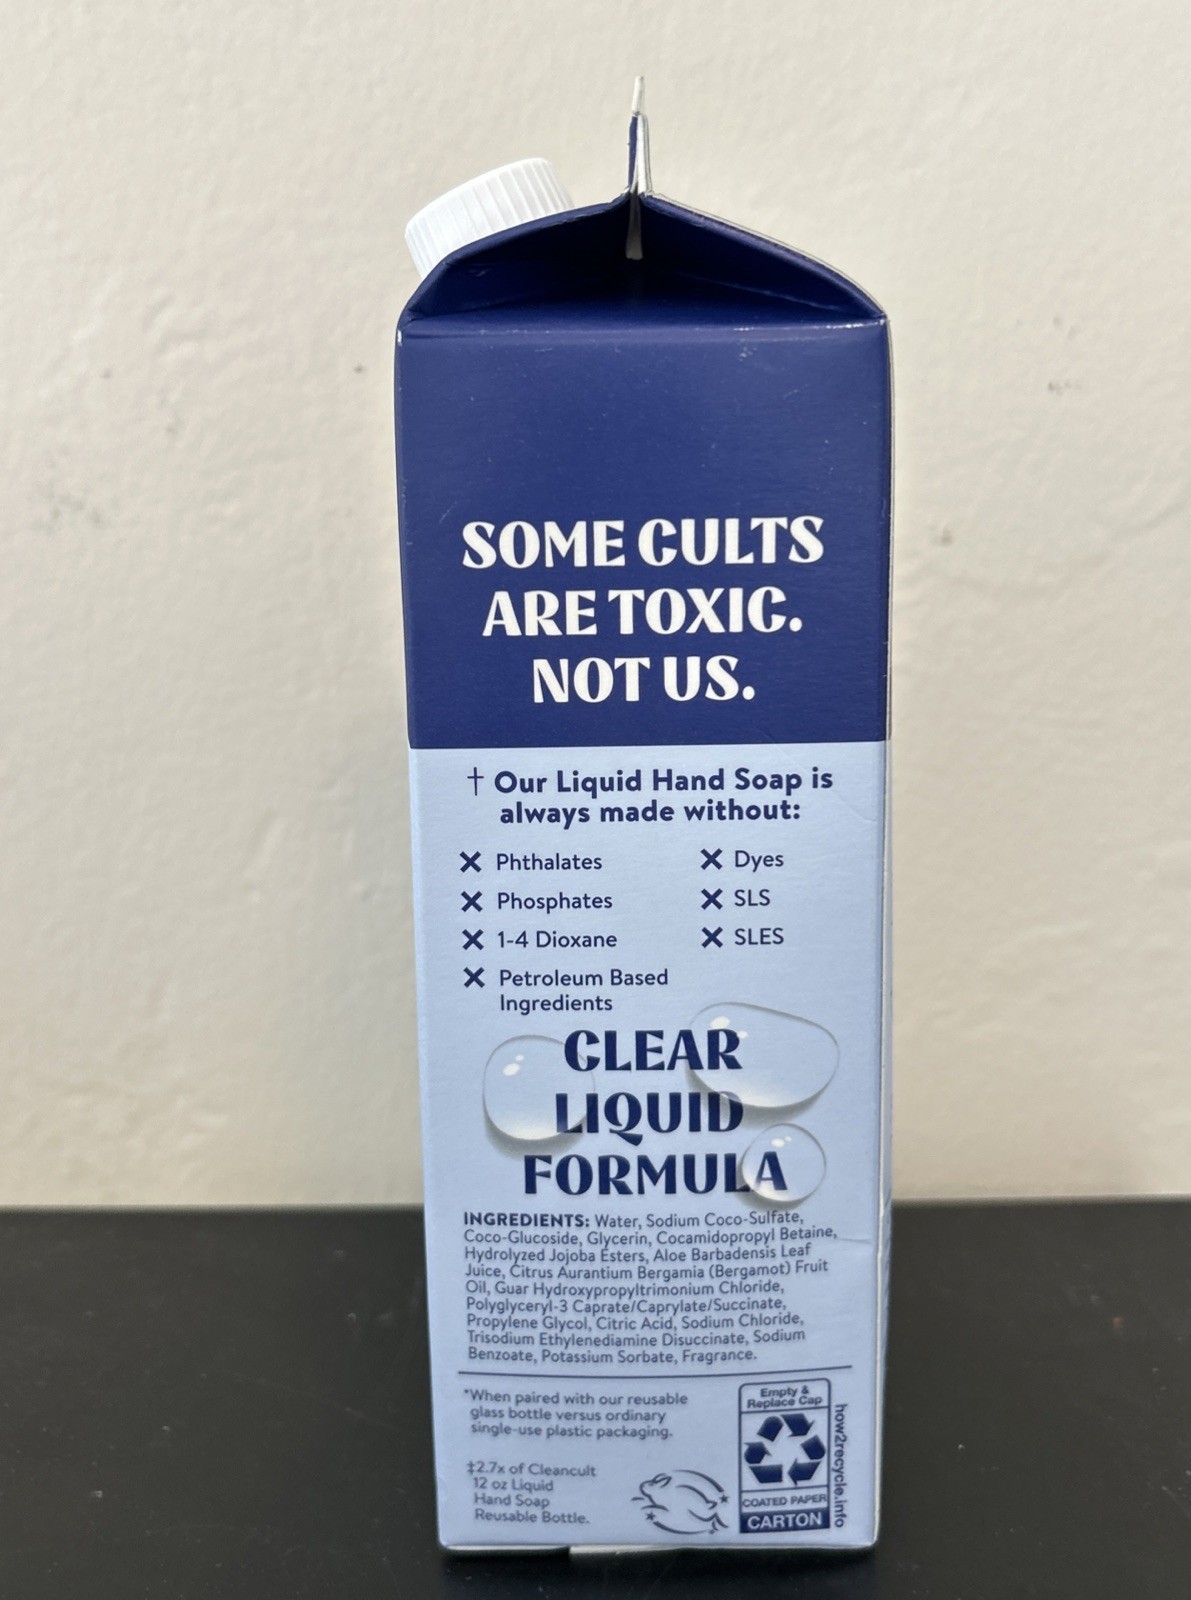 SOME CULTS
ARE TOXIC.
NOT US.
† Our Liquid Hand Soap is
always made without:
✕ Phthalates
✕ Phosphates
✕ 1-4 Dioxane
✕ Petroleum Based
Ingredients
✕ Dyes
✕ SLS
✕ SLES
CLEAR
LIQUID
FORMULA
INGREDIENTS: Water, Sodium Coco-Sulfate,
Coco-Glucoside, Glycerin, Cocamidopropyl Betaine,
Hydrolyzed Jojoba Esters, Aloe Barbadensis Leaf
Juice, Citrus Aurantium Bergamia (Bergamot) Fruit
Oil, Guar Hydroxypropyltrimonium Chloride,
Polyglyceryl-3 Caprate/Caprylate/Succinate,
Propylene Glycol, Citric Acid, Sodium Chloride,
Trisodium Ethylenediamine Disuccinate, Sodium
Benzoate, Potassium Sorbate, Fragrance.
*When paired with our reusable
glass bottle versus ordinary
single-use plastic packaging.
‡2.7x of Cleancult
12 oz Liquid
Hand Soap
Reusable Bottle.
Empty &
Replace Cap
COATED PAPER
CARTON
how2recycle.info